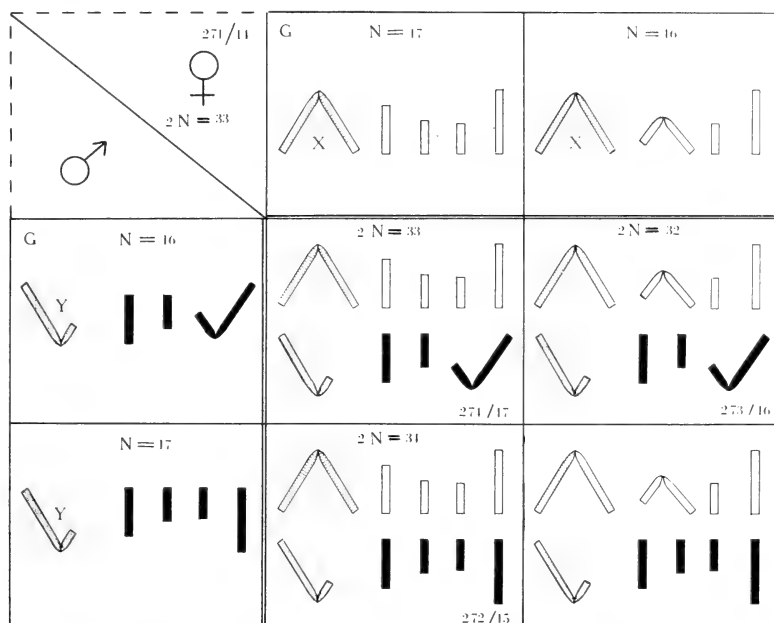 271/14
2 N = 33
G N = 17
X
N = 16
X
G N = 16
Y
2 N = 33
271/17
2 N = 32
273/16
N = 17
Y
2 N = 34
272/15